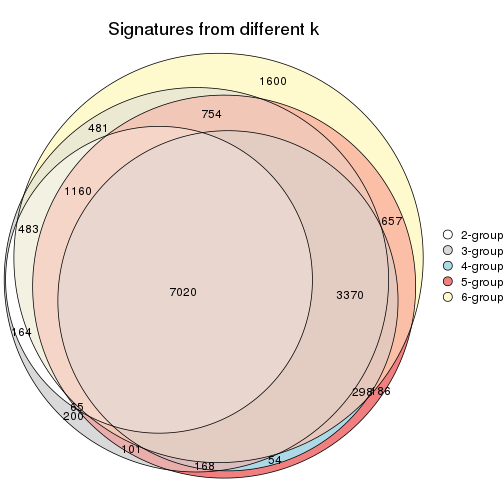 Signatures from different k
1600
754
481
1160
657
483
2-group
3-group
4-group
5-group
6-group
7020
3370
164
298
186
65
200
101
168
54